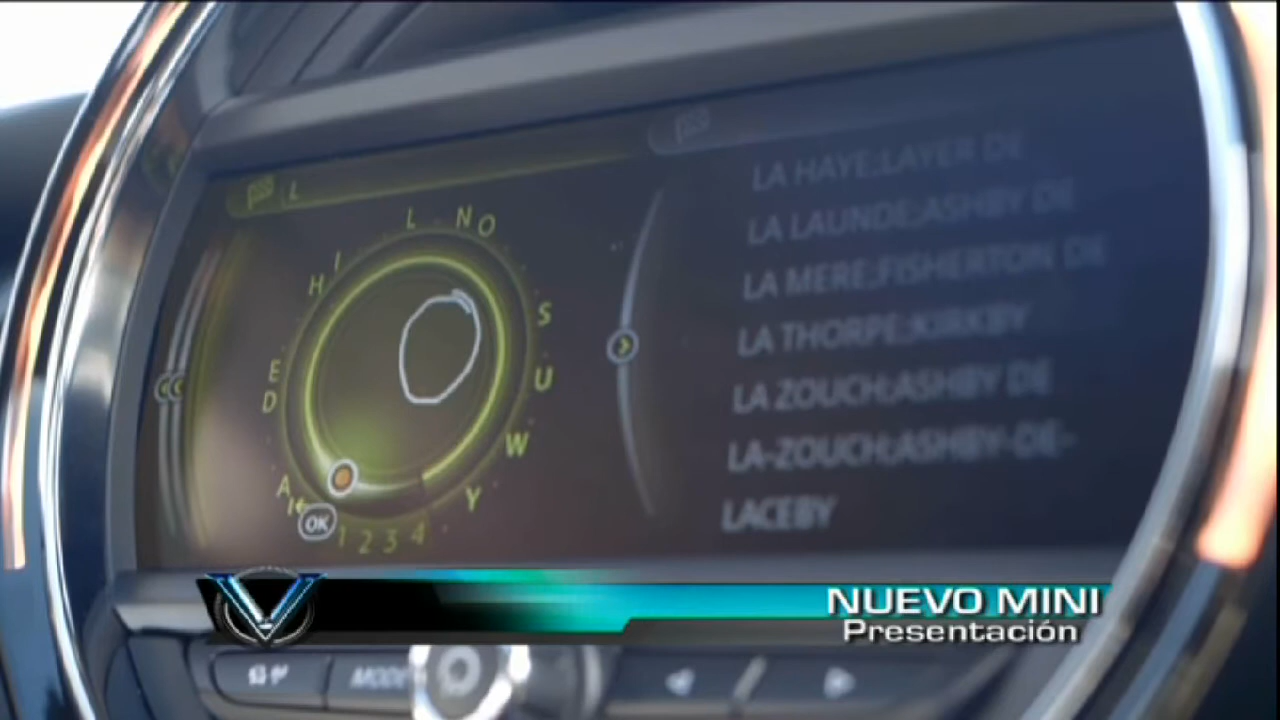 L
L N O
H I
S
E D
U
W
A
Y
OK
1 2 3 4
LA HAYE;LAYER DE
LA LAUNDE;ASHBY DE
LA MERE;FISHERTON DE
LA THORPE;KIRKBY
LA ZOUCH;ASHBY DE
LA-ZOUCH;ASHBY-DE-
LACEBY
NUEVO MINI
Presentación
MODE